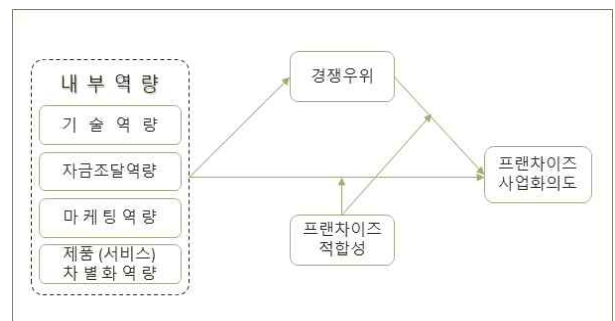 내 부 역 량
기 술 역 량
자금조달역량
마 케 팅 역 량
제품 (서비스)
차 별 화 역 량
경쟁우위
프랜차이즈
적합성
프랜차이즈
사업화의도